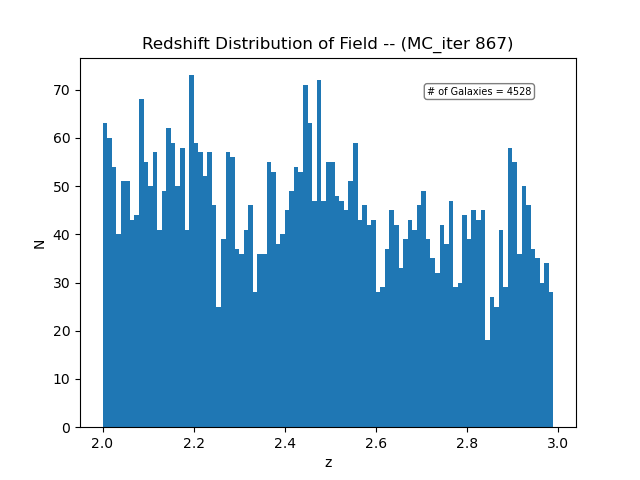 Redshift Distribution of Field -- (MC_iter 867)
# of Galaxies = 4528
N
70
60
50
40
30
20
10
0
2.0 2.2 2.4 2.6 2.8 3.0
z